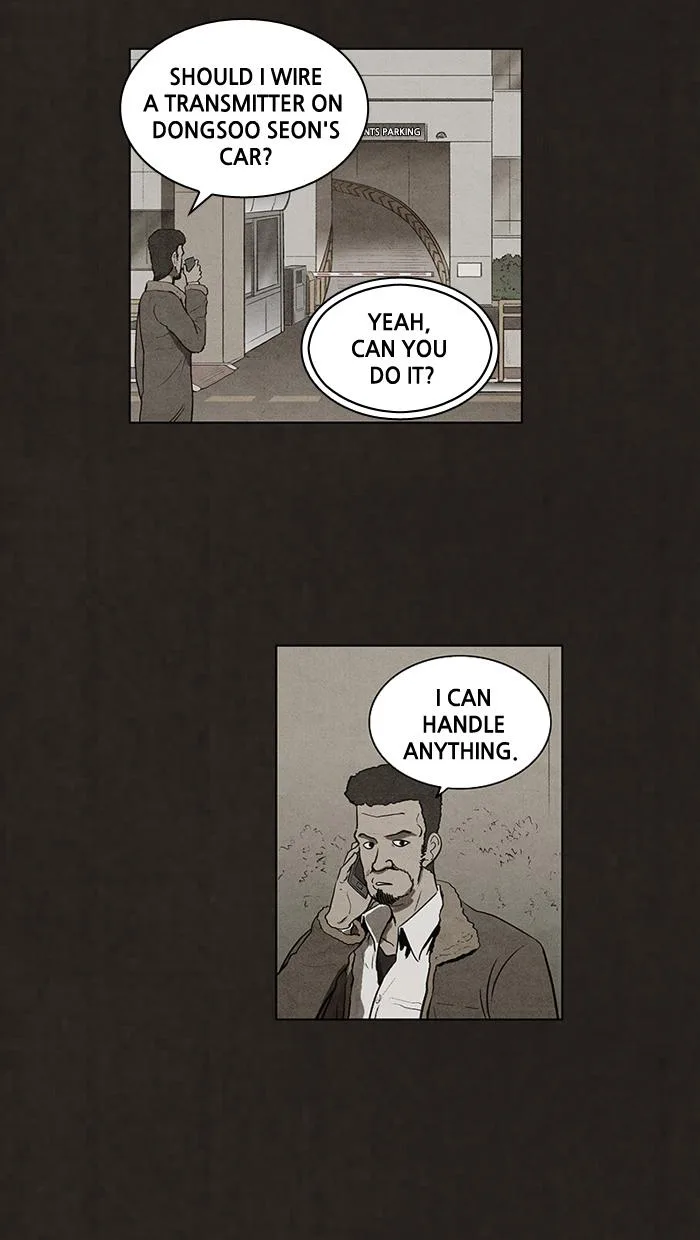 SHOULD I WIRE
A TRANSMITTER ON
DONGSOO SEON'S
CAR?
NTS PARKING
YEAH,
CAN YOU
DO IT?
I CAN
HANDLE
ANYTHING.